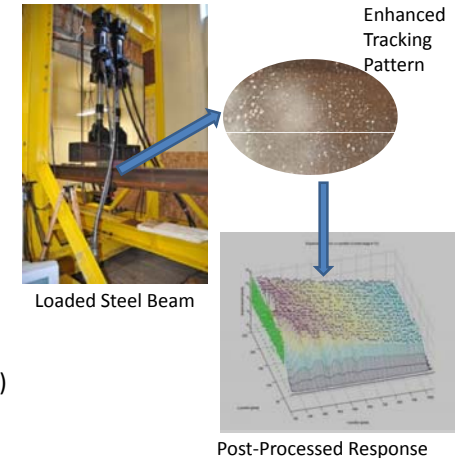 Enhanced
Tracking
Pattern
Loaded Steel Beam
)
Post-Processed Response